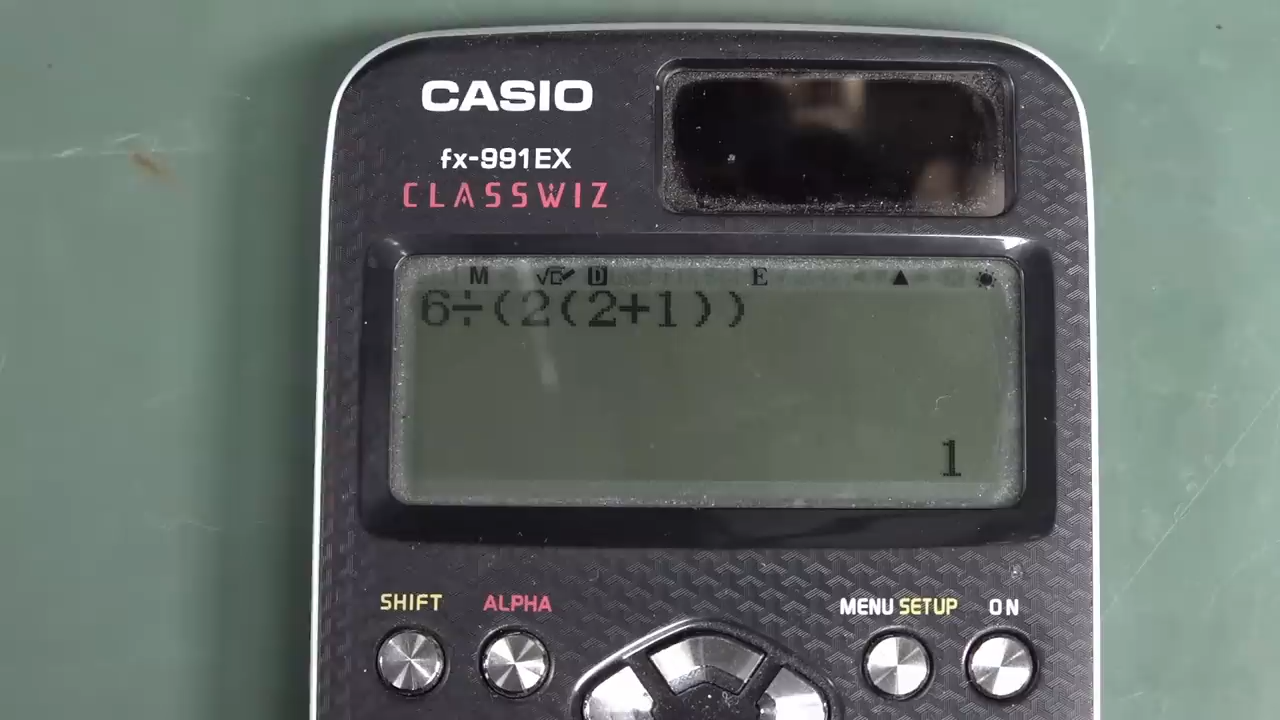 CASIO
fx-991EX
CLASSWIZ
M √□ D E ▲
6÷(2(2+1))
1
SHIFT ALPHA MENU SETUP ON